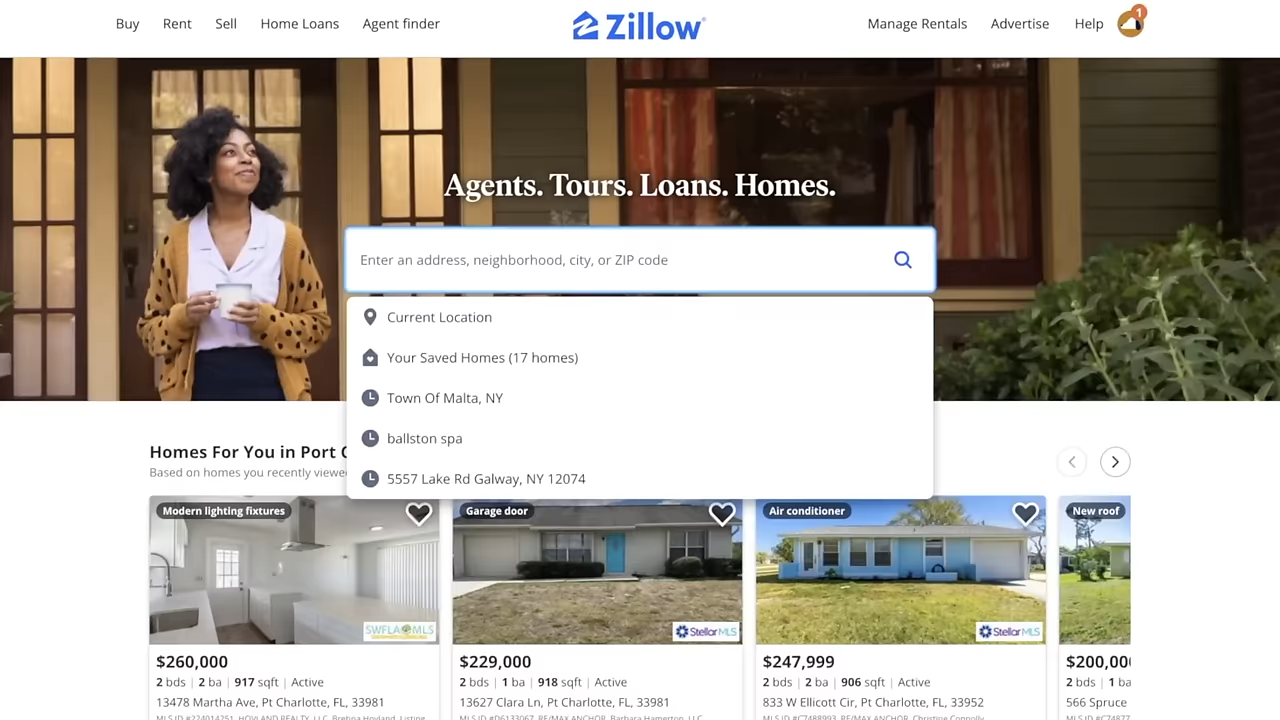 Buy Rent Sell Home Loans Agent finder Zillow Manage Rentals Advertise Help 1
Agents. Tours. Loans. Homes.
Enter an address, neighborhood, city, or ZIP code
Current Location
Your Saved Homes (17 homes)
Town Of Malta, NY
ballston spa
5557 Lake Rd Galway, NY 12074
Homes For You in Port
Based on homes you recently viewed
Modern lighting fixtures Garage door Air conditioner New roof
SWFLA MLS Stellar MLS Stellar MLS
$260,000 $229,000 $247,999 $200,00
2 bds | 2 ba | 917 sqft | Active 2 bds | 1 ba | 918 sqft | Active 2 bds | 2 ba | 906 sqft | Active 2 bds | 1 ba
13478 Martha Ave, Pt Charlotte, FL, 33981 13627 Clara Ln, Pt Charlotte, FL, 33981 833 W Ellicott Cir, Pt Charlotte, FL, 33952 566 Spruce